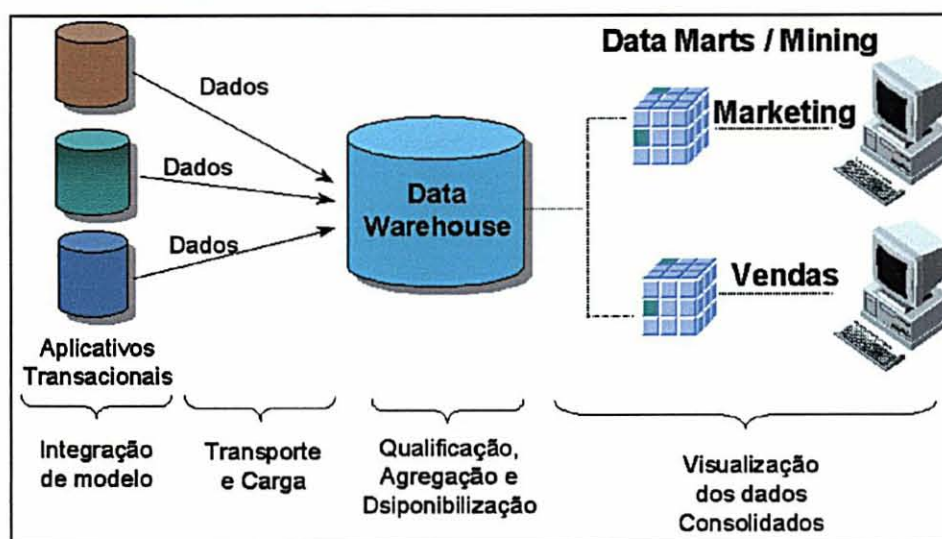 Data Marts / Mining
Dados
Dados
Dados
Data
Warehouse
Marketing
Vendas
Aplicativos
Transacionais
Integração
de modelo
Transporte
e Carga
Qualificação,
Agregação e
Dsiponibilização
Visualização
dos dados
Consolidados